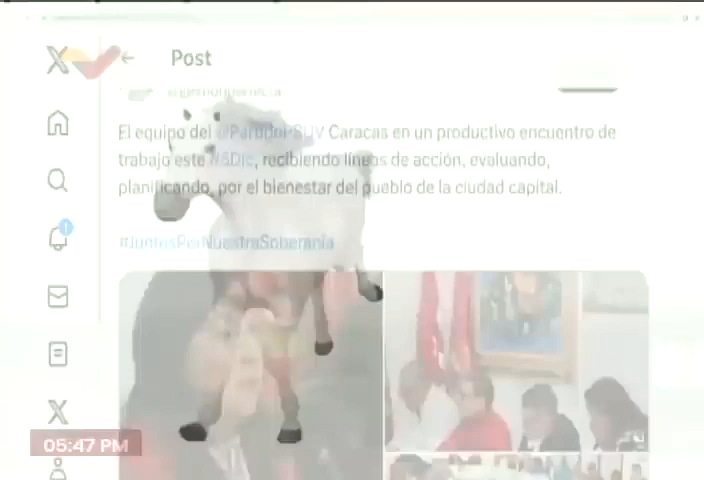 Post
El equipo del @PartidoPSUV Caracas en un productivo encuentro de
trabajo este #5Dic, recibiendo líneas de acción, evaluando,
planificando, por el bienestar del pueblo de la ciudad capital.
#JuntosPorNuestraSoberanía
05:47 PM